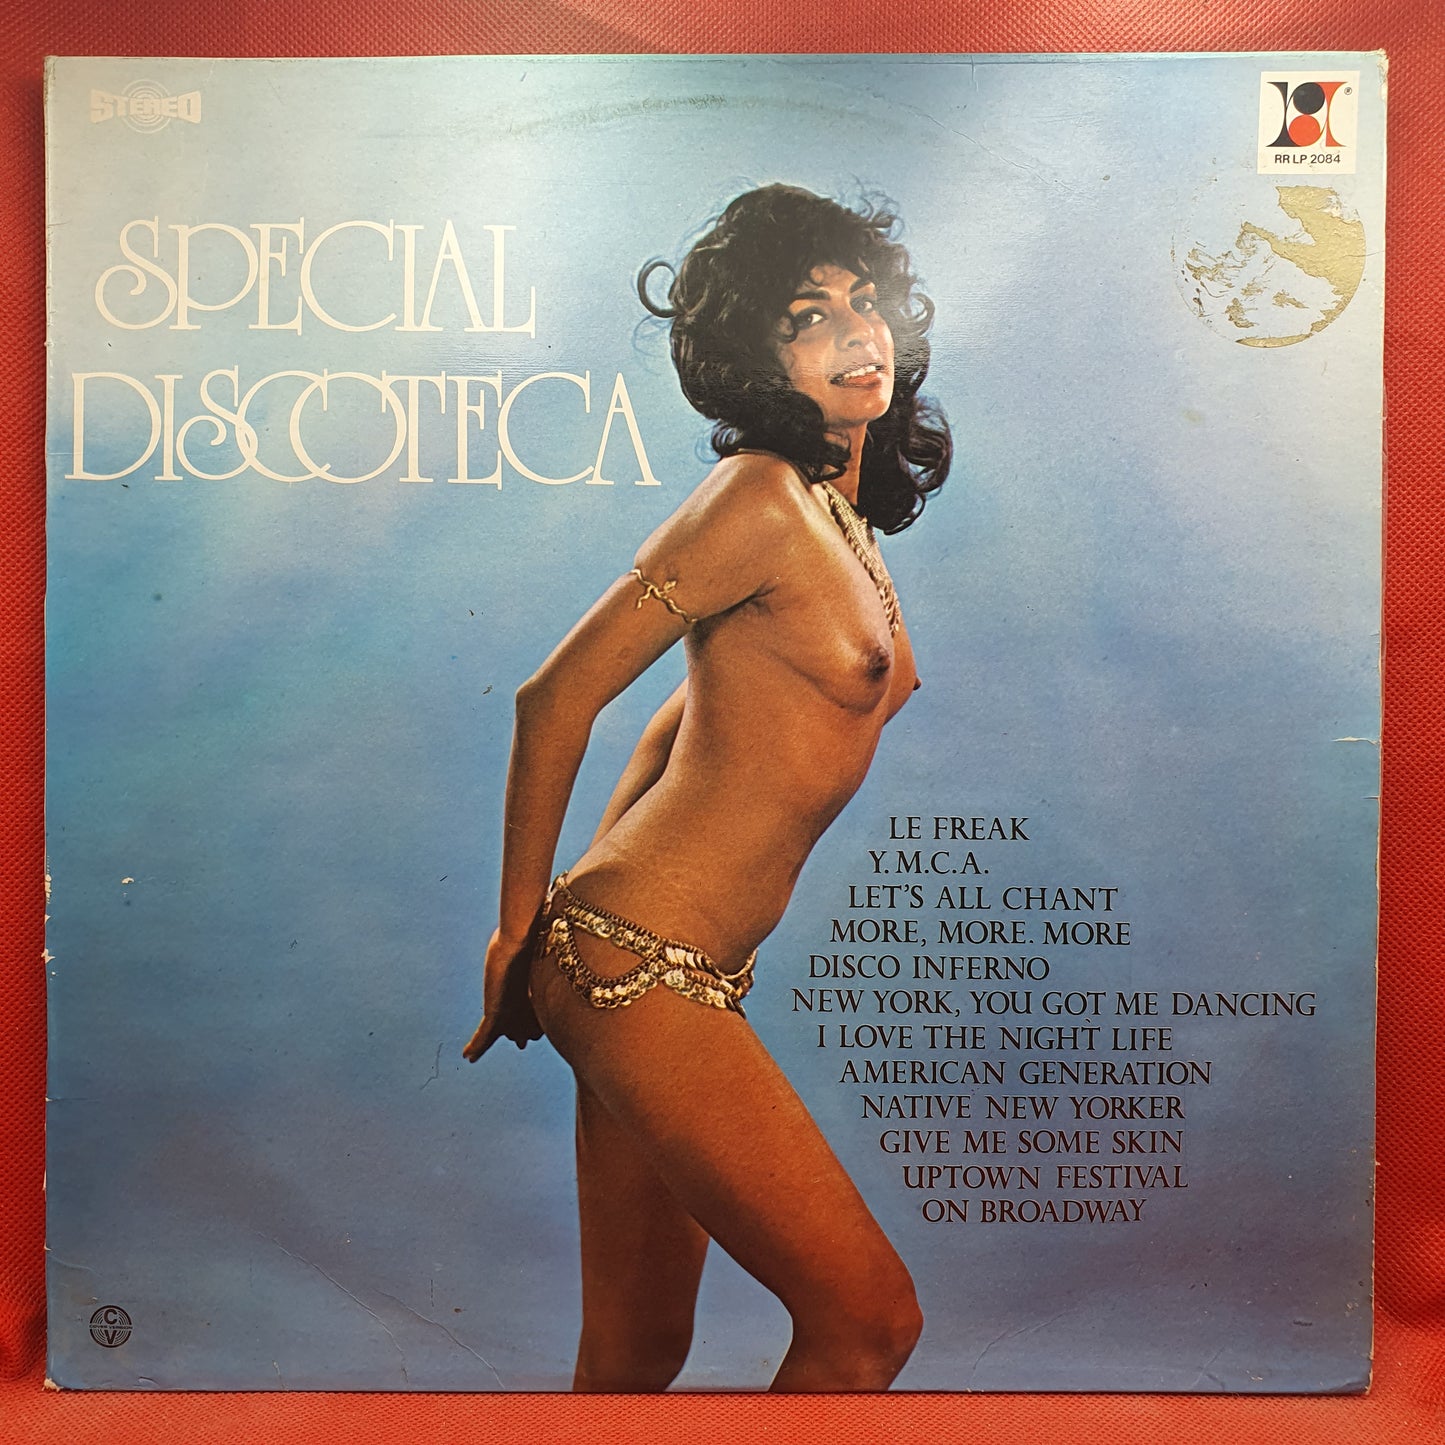 STEREO
RR LP 2084
SPECIAL
DISCOTECA
LE FREAK
Y.M.C.A.
LET'S ALL CHANT
MORE, MORE. MORE
DISCO INFERNO
NEW YORK, YOU GOT ME DANCING
I LOVE THE NIGHT LIFE
AMERICAN GENERATION
NATIVE NEW YORKER
GIVE ME SOME SKIN
UPTOWN FESTIVAL
ON BROADWAY
C
COVER VERSION
V